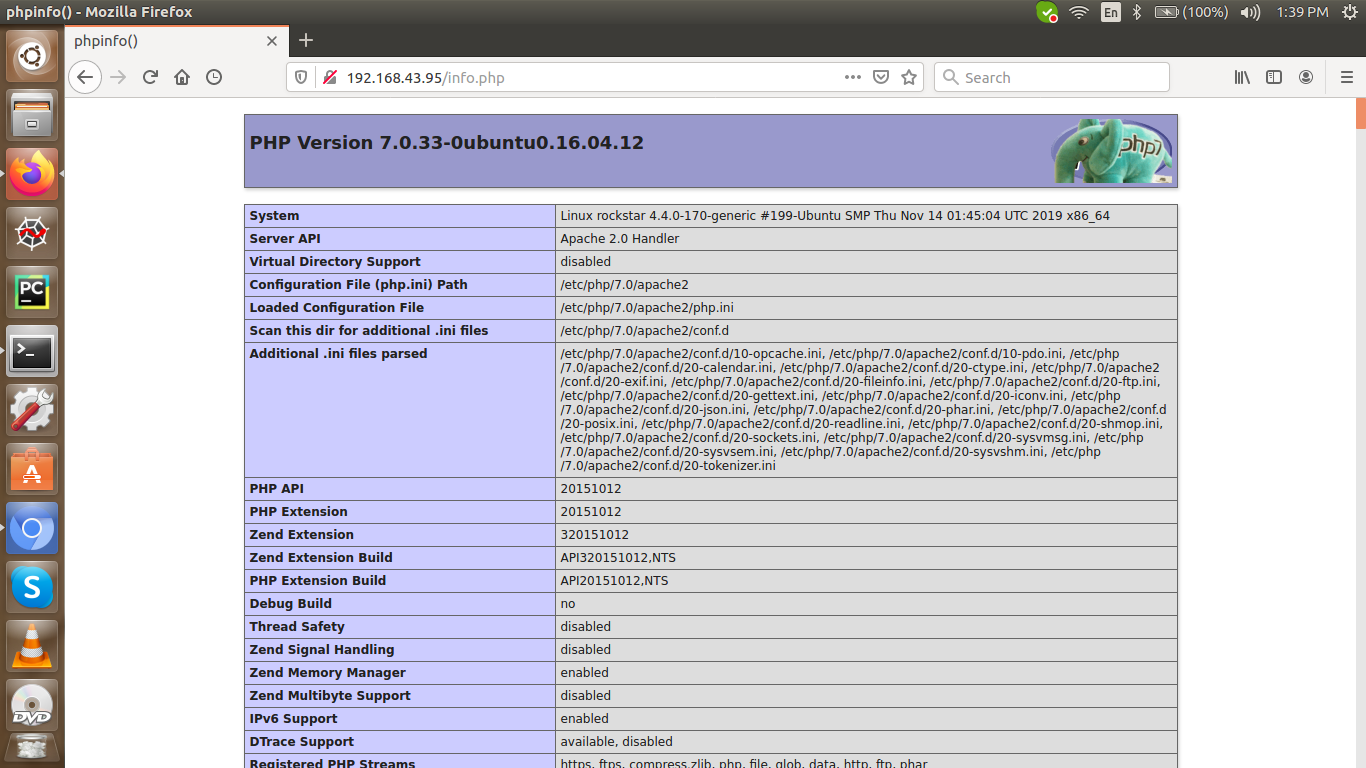 phpinfo() - Mozilla Firefox
En
(100%)
1:39 PM
phpinfo()
192.168.43.95/info.php
Search
PHP Version 7.0.33-0ubuntu0.16.04.12
php7
System Linux rockstar 4.4.0-170-generic #199-Ubuntu SMP Thu Nov 14 01:45:04 UTC 2019 x86_64
Server API Apache 2.0 Handler
Virtual Directory Support disabled
Configuration File (php.ini) Path /etc/php/7.0/apache2
Loaded Configuration File /etc/php/7.0/apache2/php.ini
Scan this dir for additional .ini files /etc/php/7.0/apache2/conf.d
Additional .ini files parsed /etc/php/7.0/apache2/conf.d/10-opcache.ini, /etc/php/7.0/apache2/conf.d/10-pdo.ini, /etc/php
/7.0/apache2/conf.d/20-calendar.ini, /etc/php/7.0/apache2/conf.d/20-ctype.ini, /etc/php/7.0/apache2
/conf.d/20-exif.ini, /etc/php/7.0/apache2/conf.d/20-fileinfo.ini, /etc/php/7.0/apache2/conf.d/20-ftp.ini,
/etc/php/7.0/apache2/conf.d/20-gettext.ini, /etc/php/7.0/apache2/conf.d/20-iconv.ini, /etc/php
/7.0/apache2/conf.d/20-json.ini, /etc/php/7.0/apache2/conf.d/20-phar.ini, /etc/php/7.0/apache2/conf.d
/20-posix.ini, /etc/php/7.0/apache2/conf.d/20-readline.ini, /etc/php/7.0/apache2/conf.d/20-shmop.ini,
/etc/php/7.0/apache2/conf.d/20-sockets.ini, /etc/php/7.0/apache2/conf.d/20-sysvmsg.ini, /etc/php
/7.0/apache2/conf.d/20-sysvsem.ini, /etc/php/7.0/apache2/conf.d/20-sysvshm.ini, /etc/php
/7.0/apache2/conf.d/20-tokenizer.ini
PHP API 20151012
PHP Extension 20151012
Zend Extension 320151012
Zend Extension Build API320151012,NTS
PHP Extension Build API20151012,NTS
Debug Build no
Thread Safety disabled
Zend Signal Handling disabled
Zend Memory Manager enabled
Zend Multibyte Support disabled
IPv6 Support enabled
DTrace Support available, disabled
Registered PHP Streams https, ftps, compress.zlib, php, file, glob, data, http, ftp, phar
PC
A
S
DVD